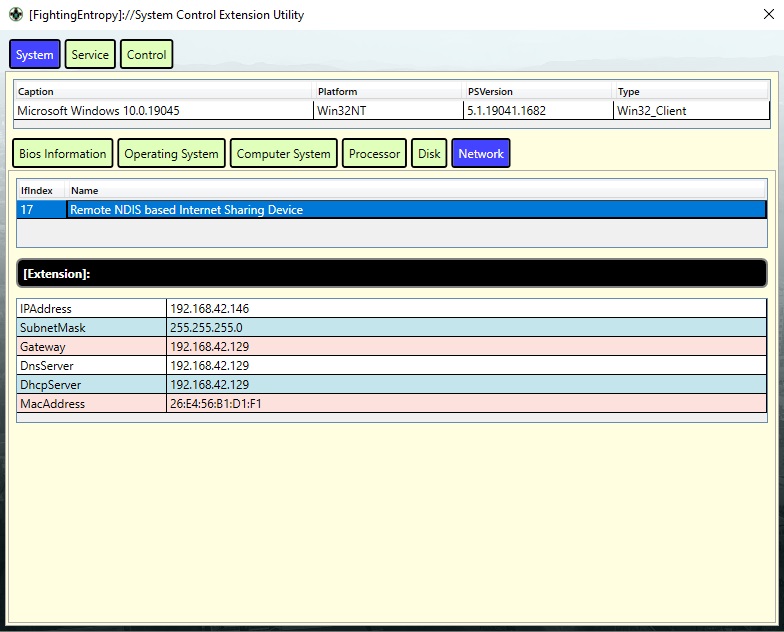 [FightingEntropy]://System Control Extension Utility
System Service Control
Caption Platform PSVersion Type
Microsoft Windows 10.0.19045 Win32NT 5.1.19041.1682 Win32_Client
Bios Information Operating System Computer System Processor Disk Network
IfIndex Name
17 Remote NDIS based Internet Sharing Device
[Extension]:
IPAddress 192.168.42.146
SubnetMask 255.255.255.0
Gateway 192.168.42.129
DnsServer 192.168.42.129
DhcpServer 192.168.42.129
MacAddress 26:E4:56:B1:D1:F1